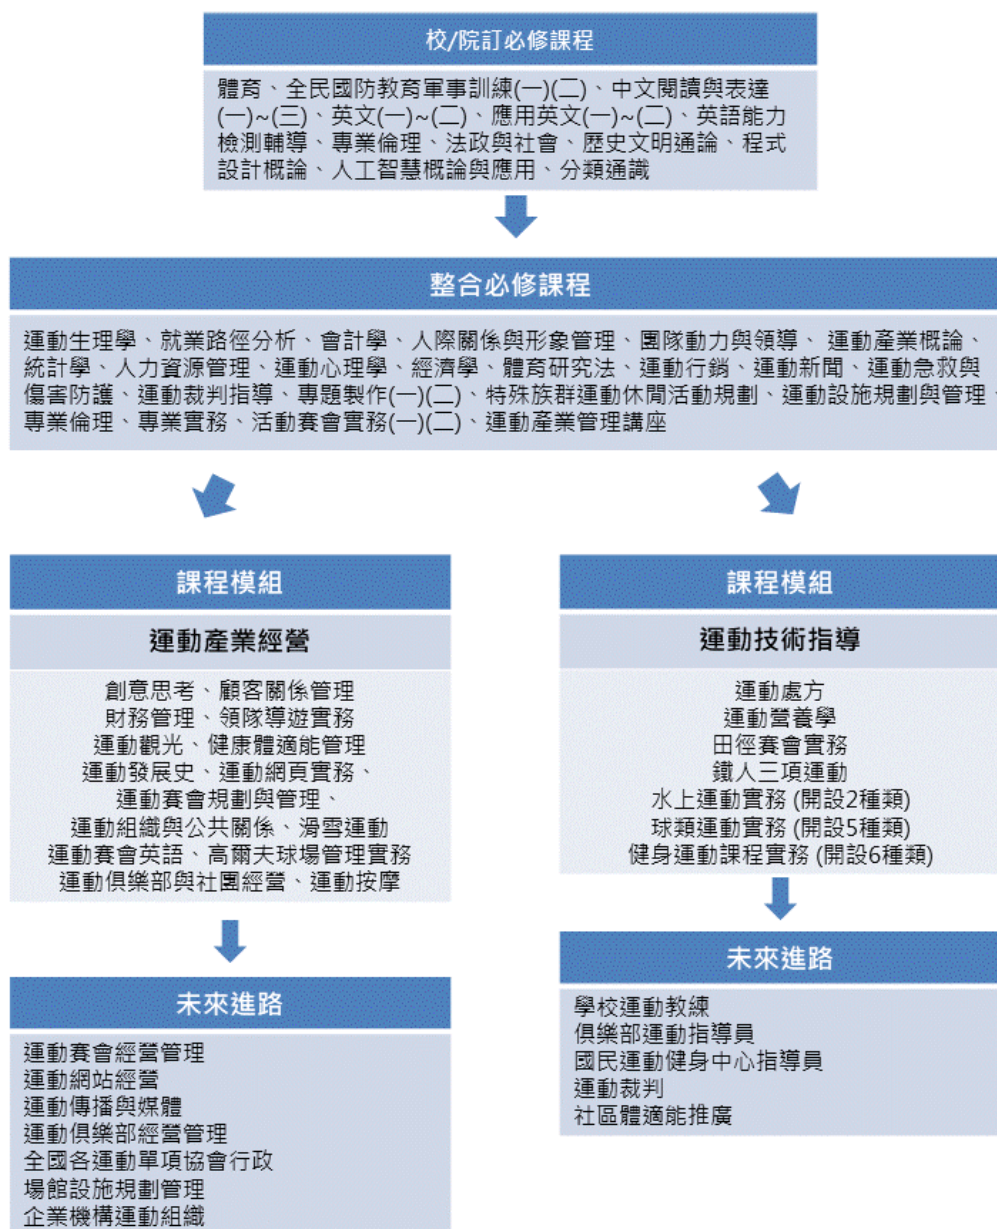 校/院訂必修課程
體育、全民國防教育軍事訓練(一)(二)、中文閱讀與表達
(一)~(三)、英文(一)~(二)、應用英文(一)~(二)、英語能力
檢測輔導、專業倫理、法政與社會、歷史文明通論、程式
設計概論、人工智慧概論與應用、分類通識
整合必修課程
運動生理學、就業路徑分析、會計學、人際關係與形象管理、團隊動力與領導、 運動產業概論、
統計學、人力資源管理、運動心理學、經濟學、體育研究法、運動行銷、運動新聞、運動急救與
傷害防護、運動裁判指導、專題製作(一)(二)、特殊族群運動休閒活動規劃、運動設施規劃與管理、
專業倫理、專業實務、活動賽會實務(一)(二)、運動產業管理講座
課程模組
運動產業經營
創意思考、顧客關係管理
財務管理、領隊導遊實務
運動觀光、健康體適能管理
運動發展史、運動網頁實務、
運動賽會規劃與管理、
運動組織與公共關係、滑雪運動
運動賽會英語、高爾夫球場管理實務
運動俱樂部與社團經營、運動按摩
未來進路
運動賽會經營管理
運動網站經營
運動傳播與媒體
運動俱樂部經營管理
全國各運動單項協會行政
場館設施規劃管理
企業機構運動組織
課程模組
運動技術指導
運動處方
運動營養學
田徑賽會實務
鐵人三項運動
水上運動實務 (開設2種類)
球類運動實務 (開設5種類)
健身運動課程實務 (開設6種類)
未來進路
學校運動教練
俱樂部運動指導員
國民運動健身中心指導員
運動裁判
社區體適能推廣